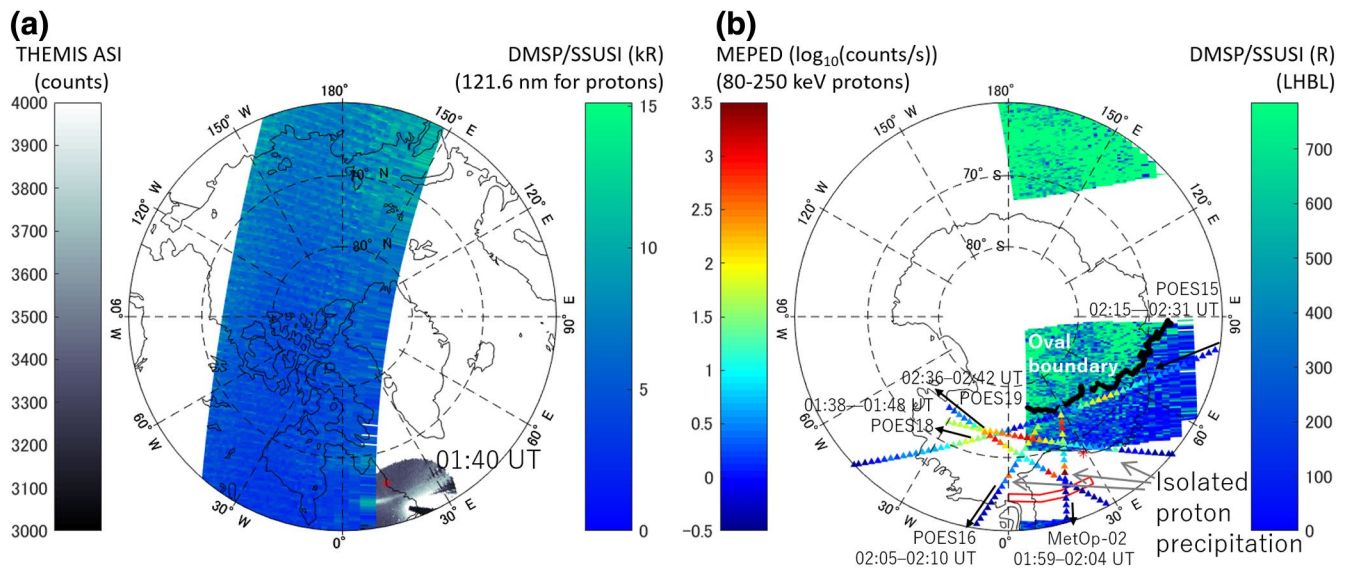 (a)
THEMIS ASI
(counts)
DMSP/SSUSI (kR)
(121.6 nm for protons)
4000
3900
3800
3700
3600
3500
3400
3300
3200
3100
3000
180°
150° W
150° E
120° W
120° E
90° W
90° E
60° W
60° E
30° W
30° E
0°
70° N
80° N
01:40 UT
15
10
5
0
(b)
MEPED (log10(counts/s))
(80-250 keV protons)
DMSP/SSUSI (R)
(LHBL)
3.5
3
2.5
2
1.5
1
0.5
0
−0.5
180°
150° W
150° E
120° W
120° E
90° W
90° E
60° W
60° E
30° W
30° E
0°
70° S
80° S
POES15
02:15—02:31 UT
Oval
boundary
02:36–02:42 UT
POES19
01:38—01:48 UT
POES18
Isolated
proton
precipitation
POES16
02:05–02:10 UT
MetOp-02
01:59–02:04 UT
700
600
500
400
300
200
100
0